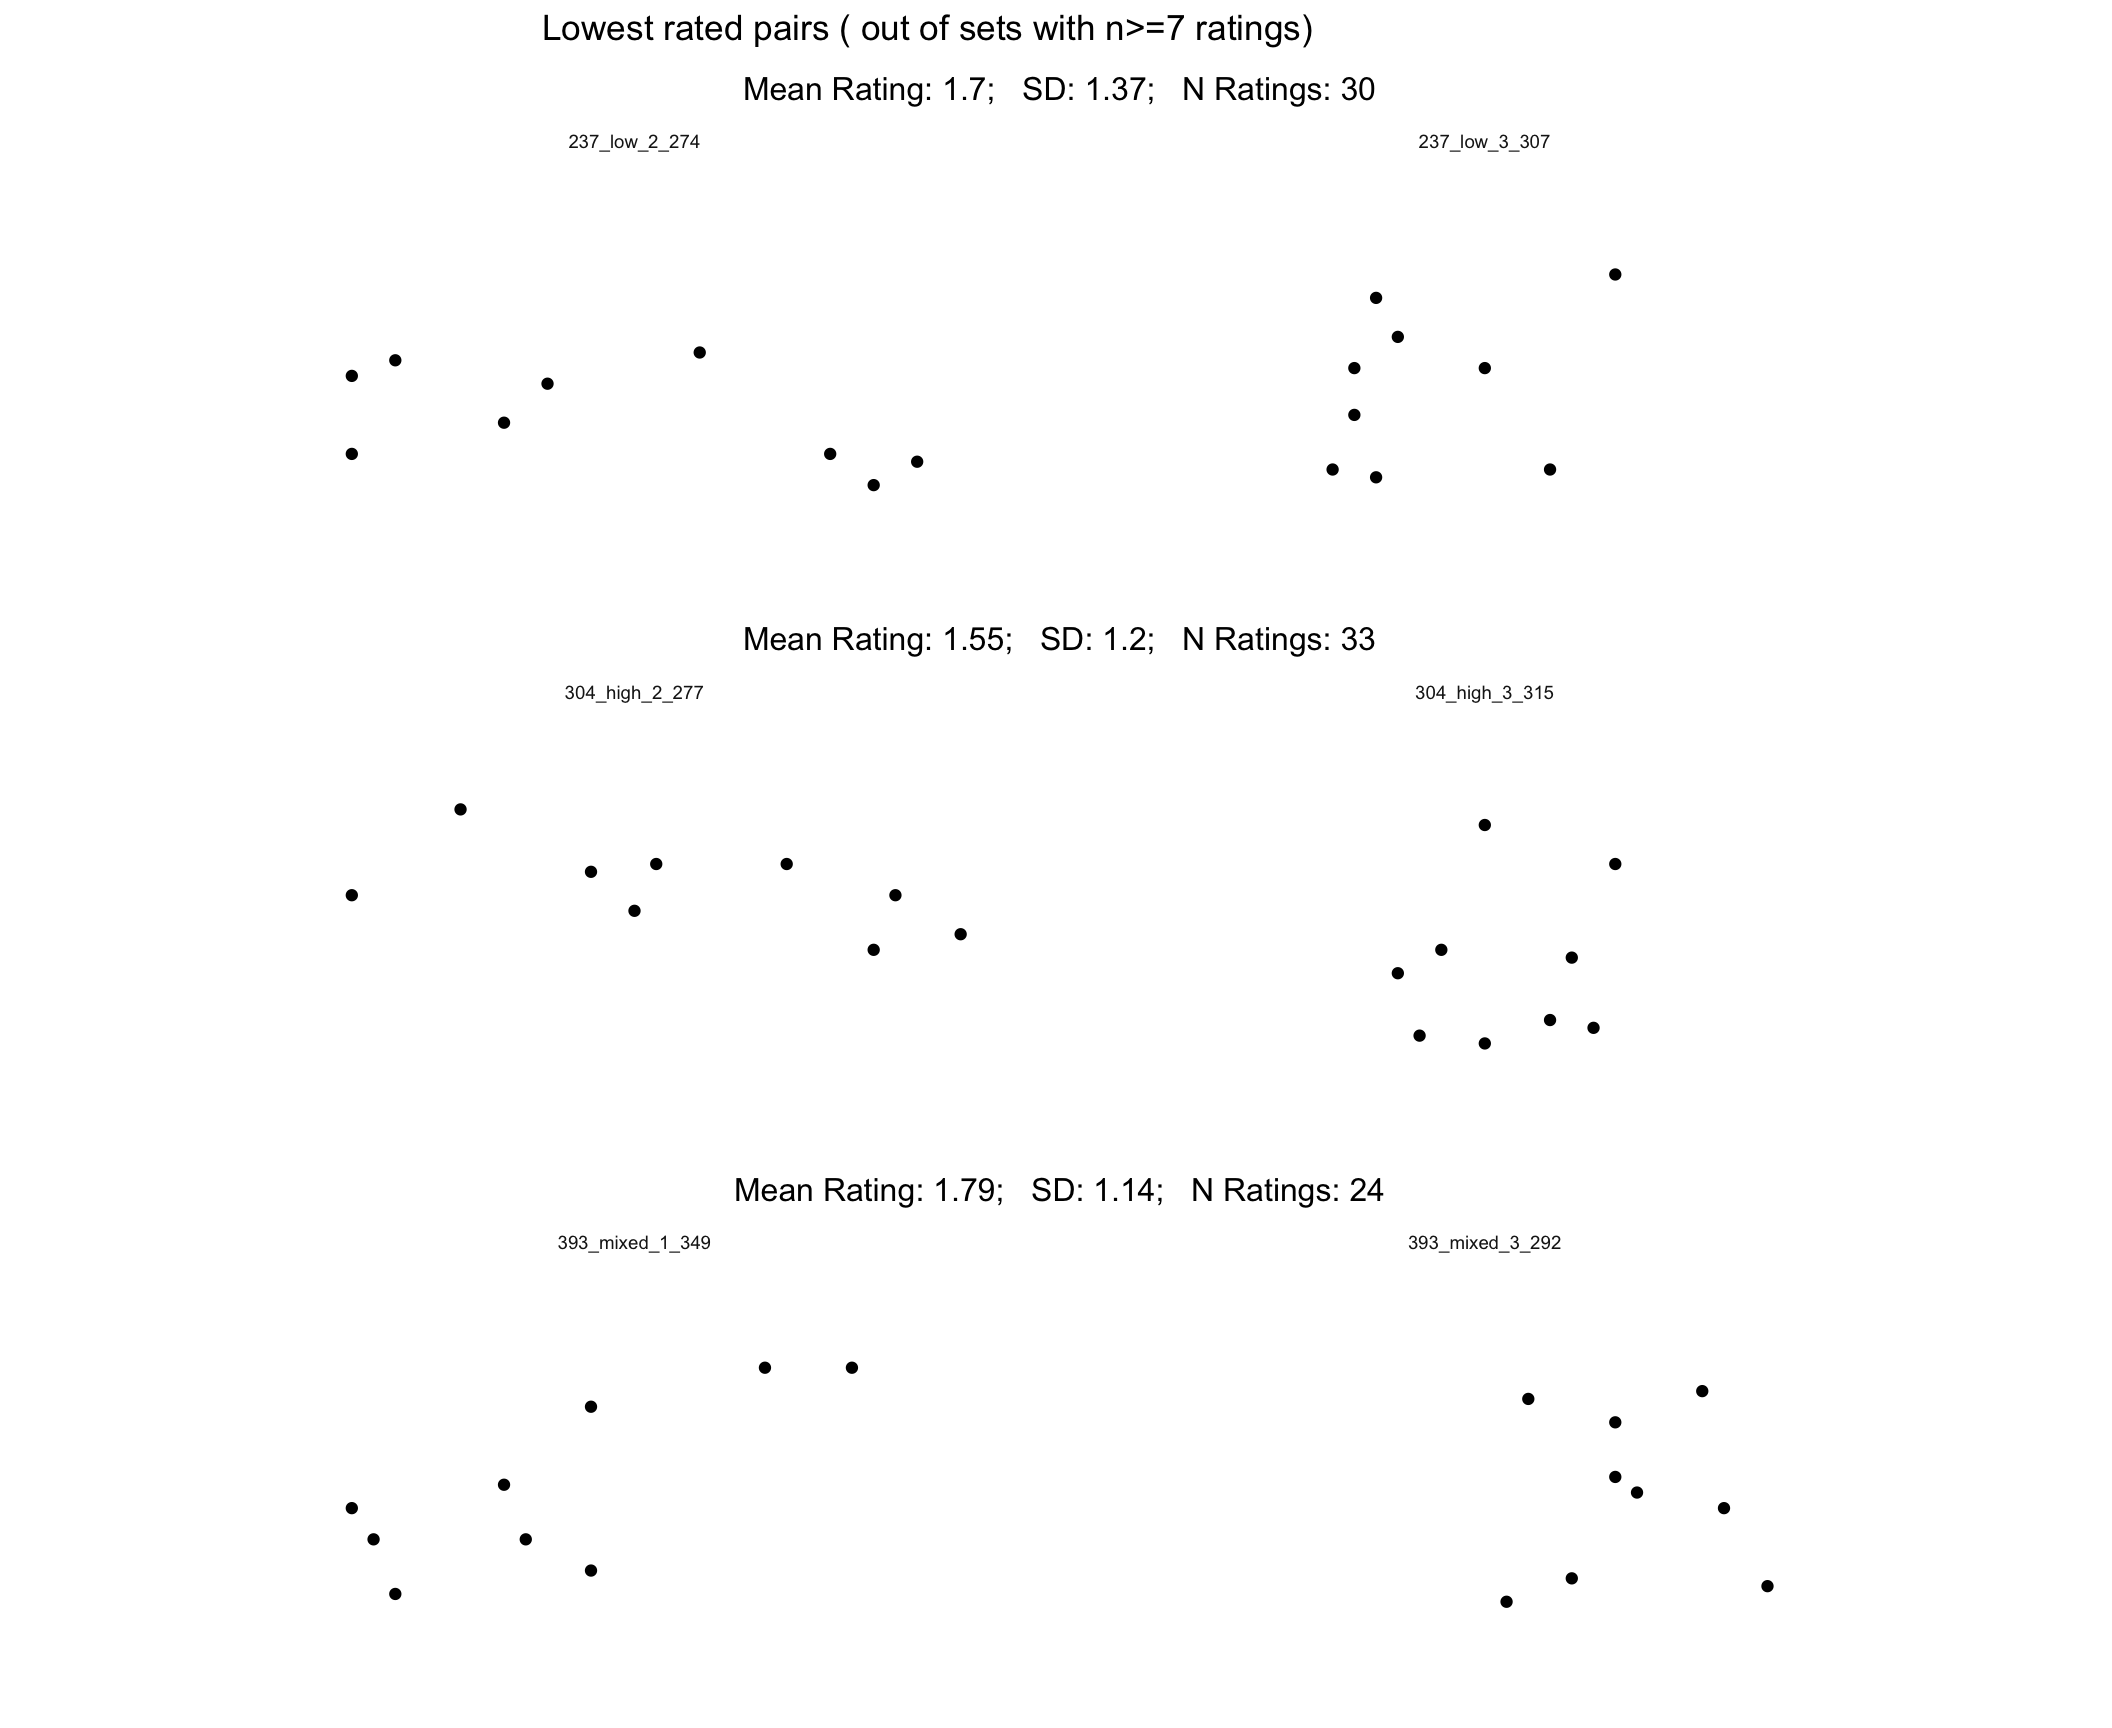 Lowest rated pairs ( out of sets with n>=7 ratings)
Mean Rating: 1.7;   SD: 1.37;   N Ratings: 30
237_low_2_274
237_low_3_307
Mean Rating: 1.55;   SD: 1.2;   N Ratings: 33
304_high_2_277
304_high_3_315
Mean Rating: 1.79;   SD: 1.14;   N Ratings: 24
393_mixed_1_349
393_mixed_3_292